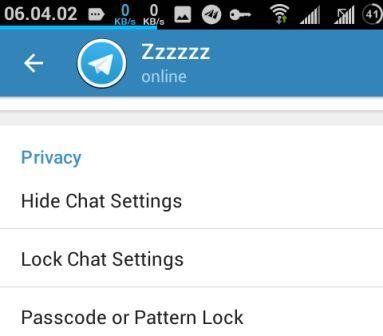 06.04.02 0 KB/s 0 KB/s 41
Zzzzzz
online
Privacy
Hide Chat Settings
Lock Chat Settings
Passcode or Pattern Lock